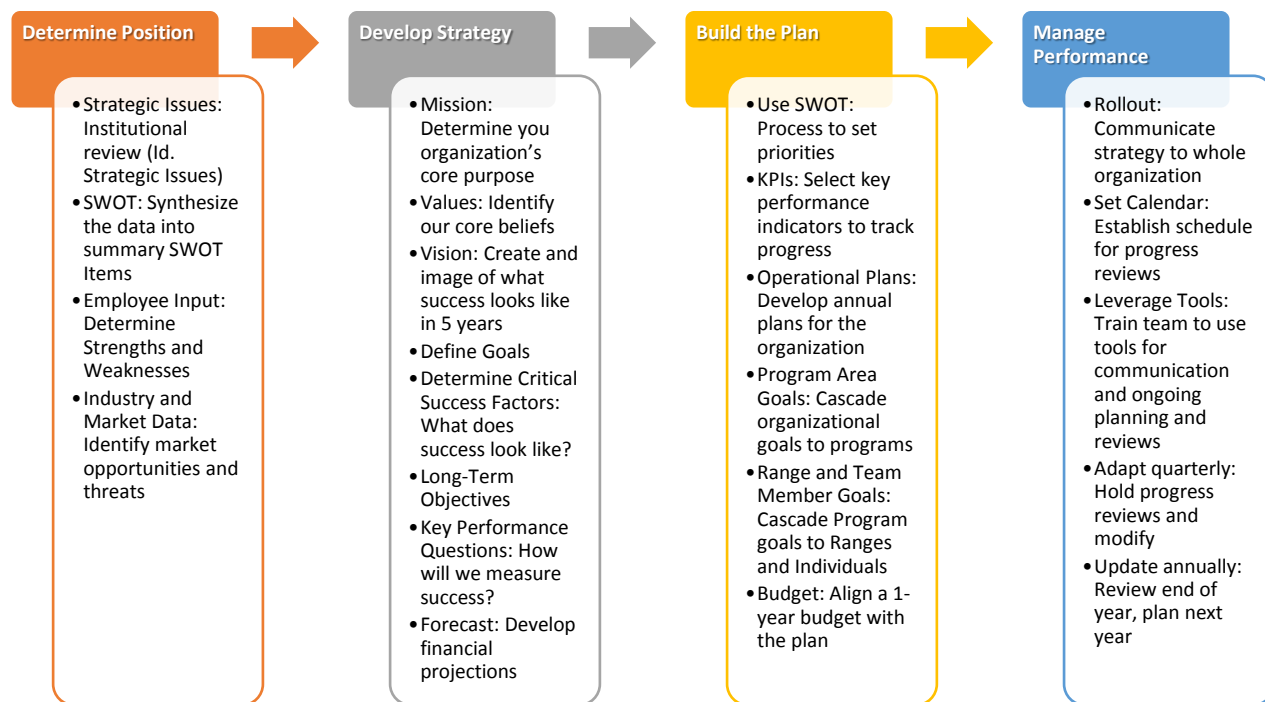 Determine Position
•Strategic Issues:
Institutional
review (Id.
Strategic Issues)
•SWOT: Synthesize
the data into
summary SWOT
Items
•Employee Input:
Determine
Strengths and
Weaknesses
•Industry and
Market Data:
Identify market
opportunities and
threats
Develop Strategy
•Mission:
Determine you
organization’s
core purpose
•Values: Identify
our core beliefs
•Vision: Create and
image of what
success looks like
in 5 years
•Define Goals
•Determine Critical
Success Factors:
What does
success look like?
•Long-Term
Objectives
•Key Performance
Questions: How
will we measure
success?
•Forecast: Develop
financial
projections
Build the Plan
•Use SWOT:
Process to set
priorities
•KPIs: Select key
performance
indicators to track
progress
•Operational Plans:
Develop annual
plans for the
organization
•Program Area
Goals: Cascade
organizational
goals to programs
•Range and Team
Member Goals:
Cascade Program
goals to Ranges
and Individuals
•Budget: Align a 1-
year budget with
the plan
Manage
Performance
•Rollout:
Communicate
strategy to whole
organization
•Set Calendar:
Establish schedule
for progress
reviews
•Leverage Tools:
Train team to use
tools for
communication
and ongoing
planning and
reviews
•Adapt quarterly:
Hold progress
reviews and
modify
•Update annually:
Review end of
year, plan next
year